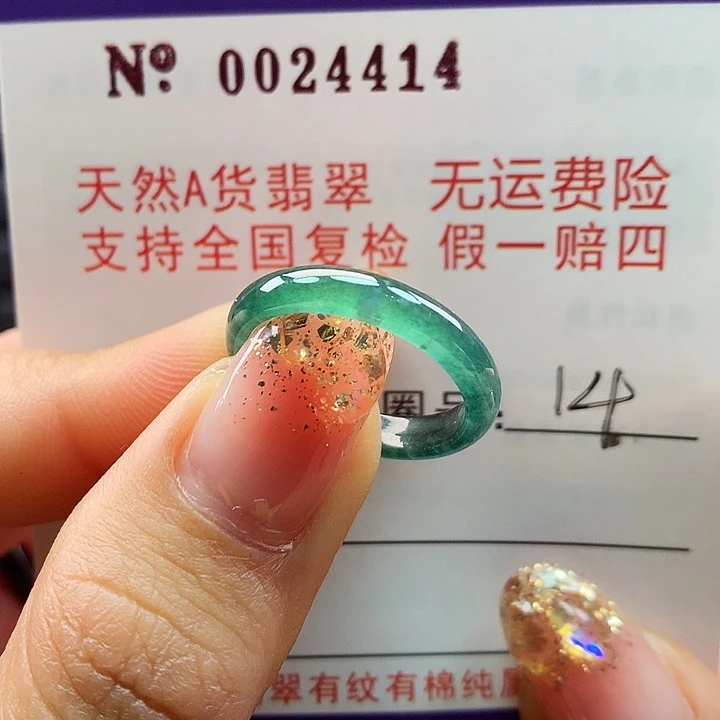 Nº. 0024414
天然A货翡翠 无运费险
支持全国复检 假一赔四
圈号: 14
翠有纹有棉纯